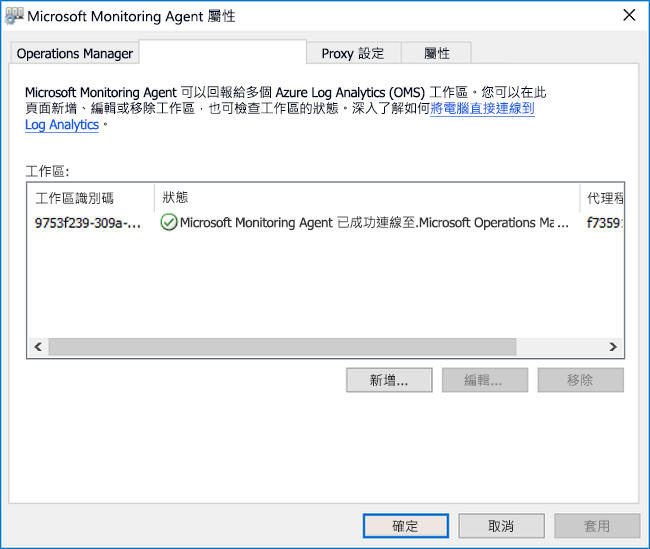 Microsoft Monitoring Agent 屬性
Operations Manager
Proxy 設定
屬性
Microsoft Monitoring Agent 可以回報給多個 Azure Log Analytics (OMS) 工作區。您可以在此
頁面新增、編輯或移除工作區，也可檢查工作區的狀態。深入了解如何將電腦直接連線到
Log Analytics。
工作區:
工作區識別碼 狀態 代理程
9753f239-309a-... Microsoft Monitoring Agent 已成功連線至.Microsoft Operations Ma ... f7359
新增... 編輯... 移除
確定 取消 套用